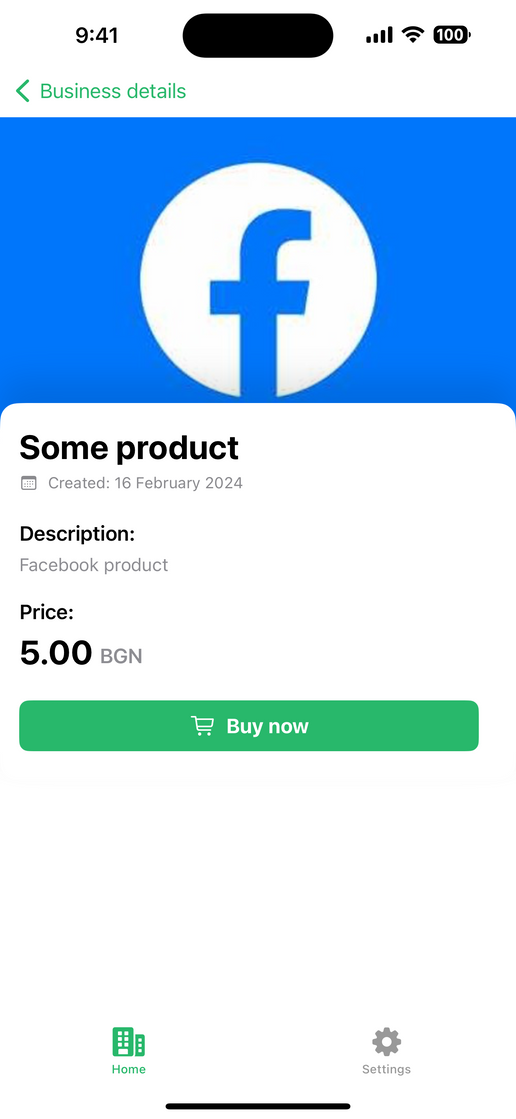 9:41
100
Business details
Some product
Created: 16 February 2024
Description:
Facebook product
Price:
5.00 BGN
Buy now
Home
Settings